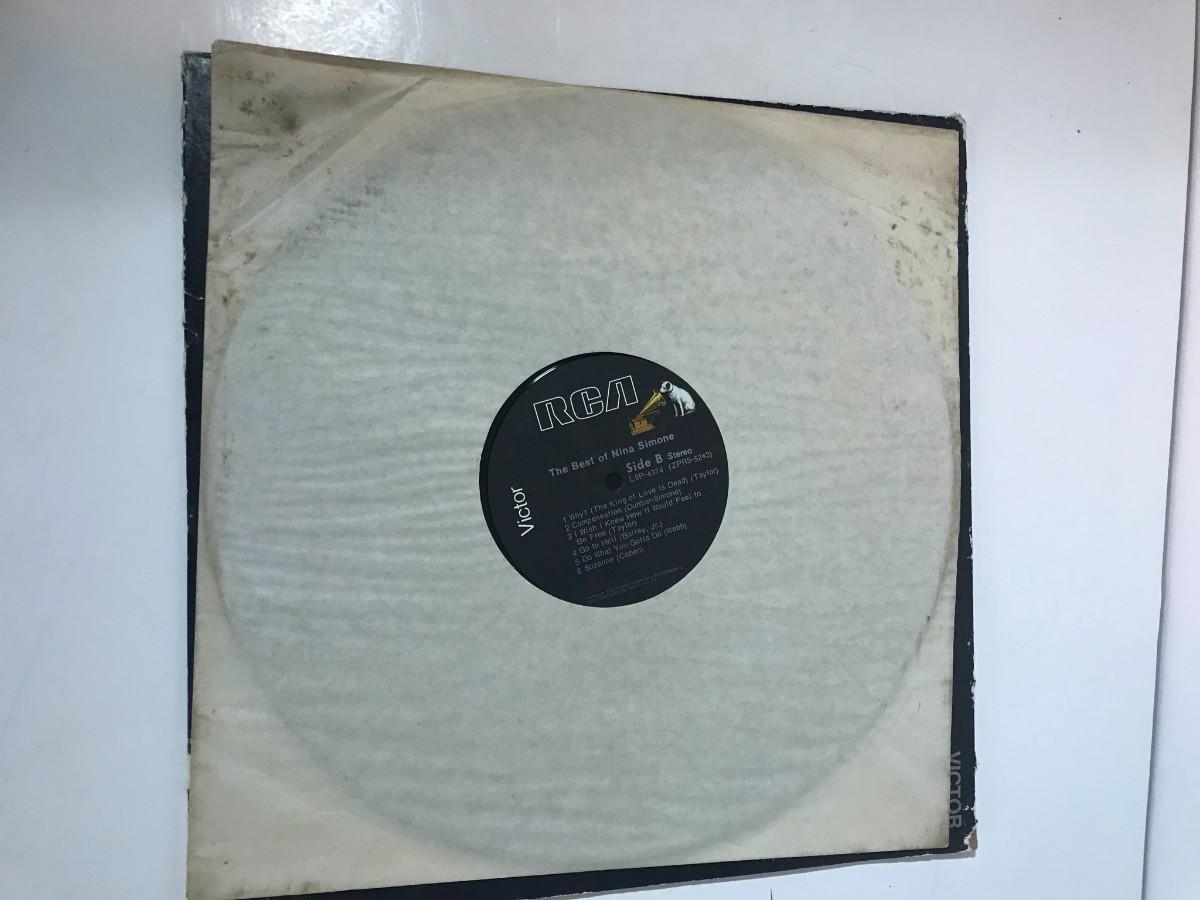 RCA
The Best of Nina Simone
Side B Stereo
LSP-4374 (ZPRS-5243)
Victor
1 Why? (The King of Love Is Dead) (Taylor)
2 Compensation (Dunbar-Simone)
3 I Wish I Knew How It Would Feel to
Be Free (Taylor)
4 Go to Hell (Bailey, Jr.)
5 Do What You Gotta Do (Webb)
6 Suzanne (Cohen)
VICTOR